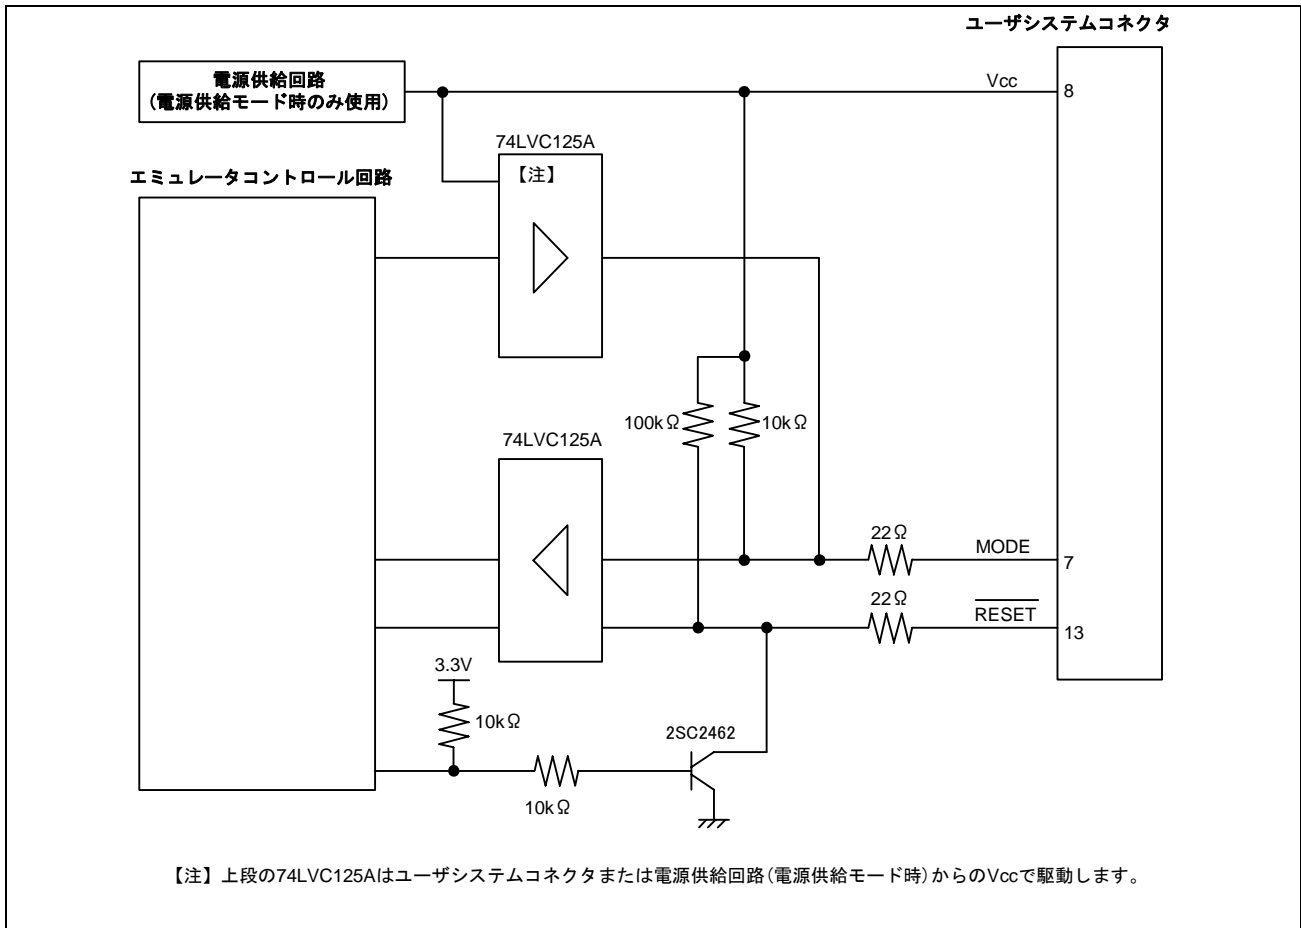 ユーザシステムコネクタ
電源供給回路
(電源供給モード時のみ使用)
Vcc
8
74LVC125A
【注】
エミュレータコントロール回路
100kΩ
10kΩ
74LVC125A
22Ω
MODE
7
22Ω
RESET
13
3.3V
10kΩ
2SC2462
10kΩ
【注】上段の74LVC125Aはユーザシステムコネクタまたは電源供給回路(電源供給モード時)からのVccで駆動します。